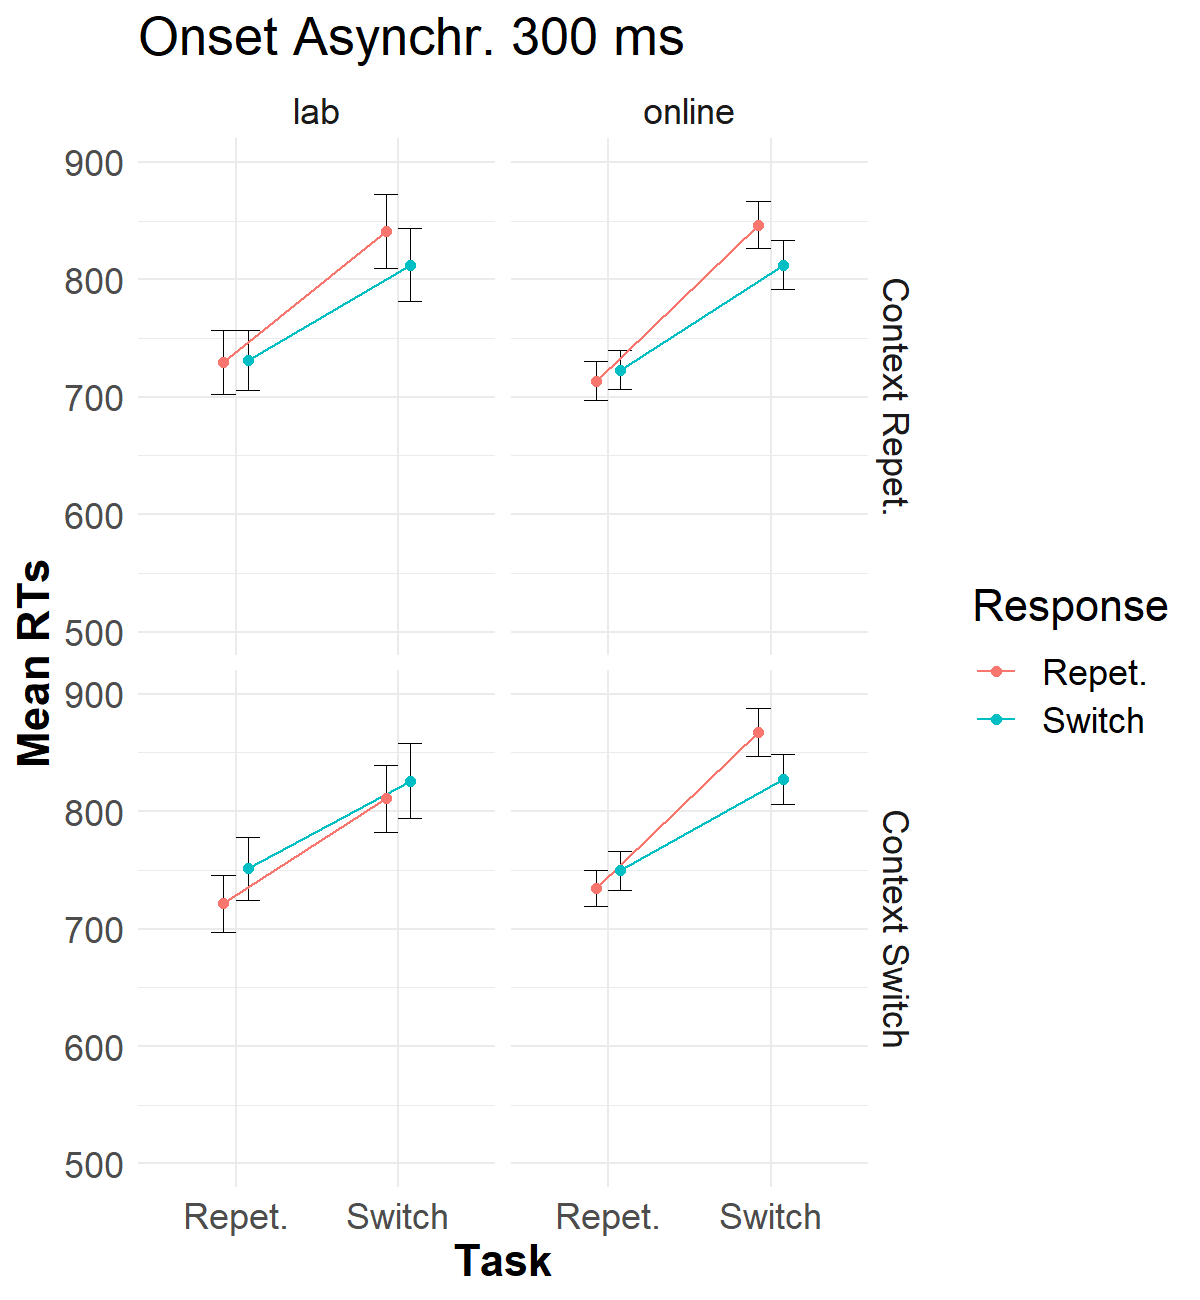 Onset Asynchr. 300 ms
lab
online
900
800
700
600
500
Context Repet.
900
800
700
600
500
Context Switch
Mean RTs
Repet.
Switch
Repet.
Switch
Task
Response
Repet.
Switch